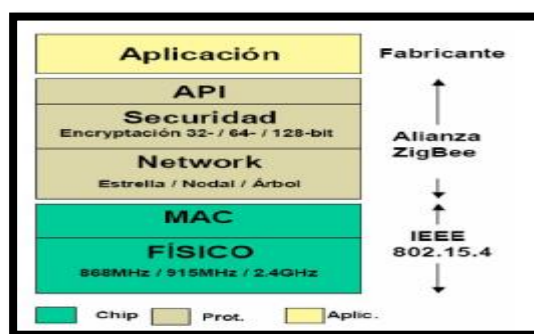 Aplicación
Fabricante
API
Securidad
Encryptación 32- / 64- / 128-bit
Alianza
ZigBee
Network
Estrella / Nodal / Árbol
MAC
IEEE
802.15.4
FÍSICO
868MHz / 915MHz / 2.4GHz
Chip
Prot.
Aplic.